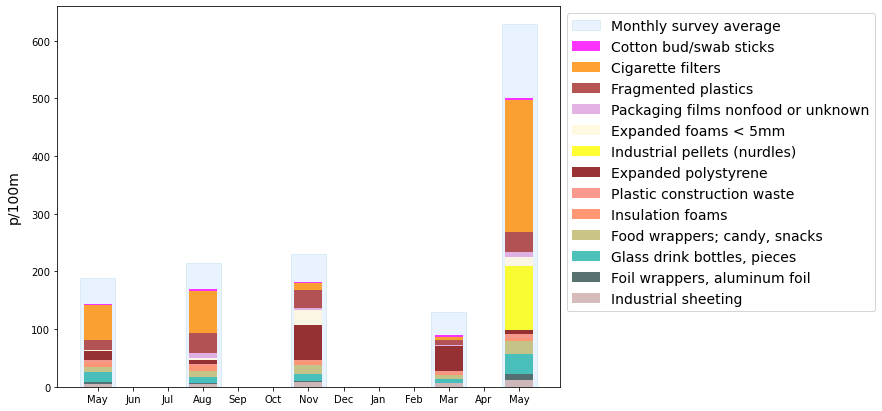 p/100m
600
500
400
300
200
100
0
May Jun Jul Aug Sep Oct Nov Dec Jan Feb Mar Apr May
Monthly survey average
Cotton bud/swab sticks
Cigarette filters
Fragmented plastics
Packaging films nonfood or unknown
Expanded foams < 5mm
Industrial pellets (nurdles)
Expanded polystyrene
Plastic construction waste
Insulation foams
Food wrappers; candy, snacks
Glass drink bottles, pieces
Foil wrappers, aluminum foil
Industrial sheeting